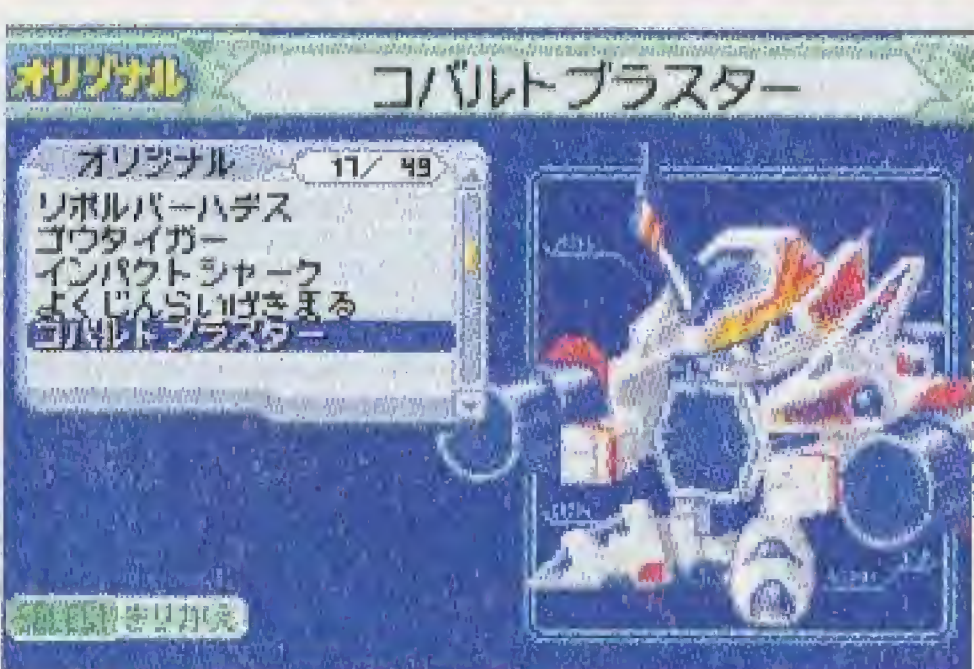 オリジナル
コバルトブラスター
オリジナル 17/ 49
リボルバーハデス
ゴウタイガー
インパクトシャーク
よくじんらいげきまる
コバルトブラスター
きりかえ